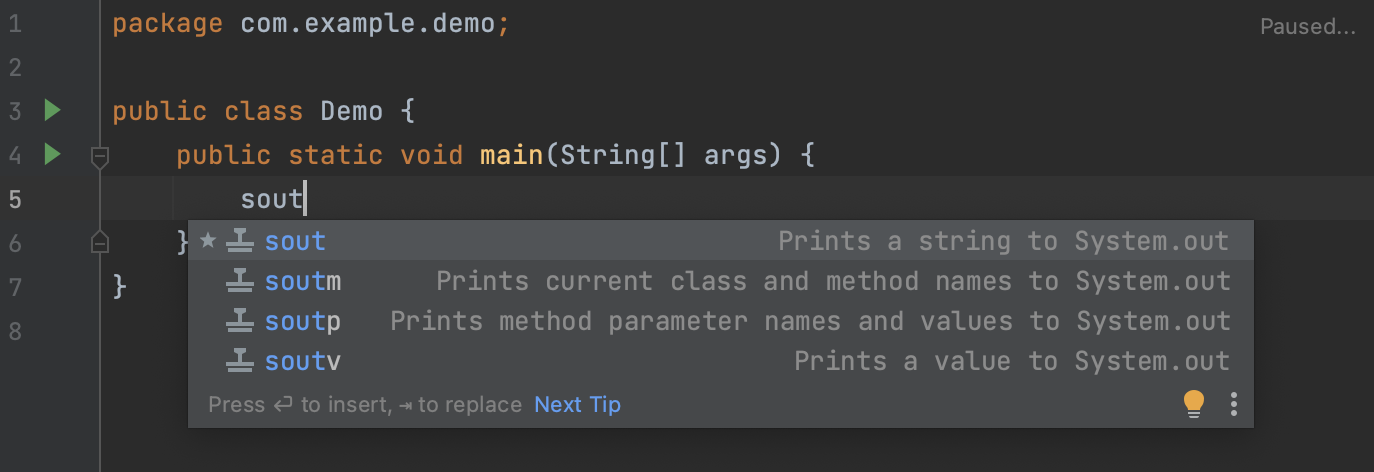 1 package com.example.demo; Paused...
2
3 public class Demo {
4 public static void main(String[] args) {
5 sout
6 }
sout Prints a string to System.out
soutm Prints current class and method names to System.out
7 }
soutp Prints method parameter names and values to System.out
8
soutv Prints a value to System.out
Press ⏎ to insert, ⇥ to replace Next Tip